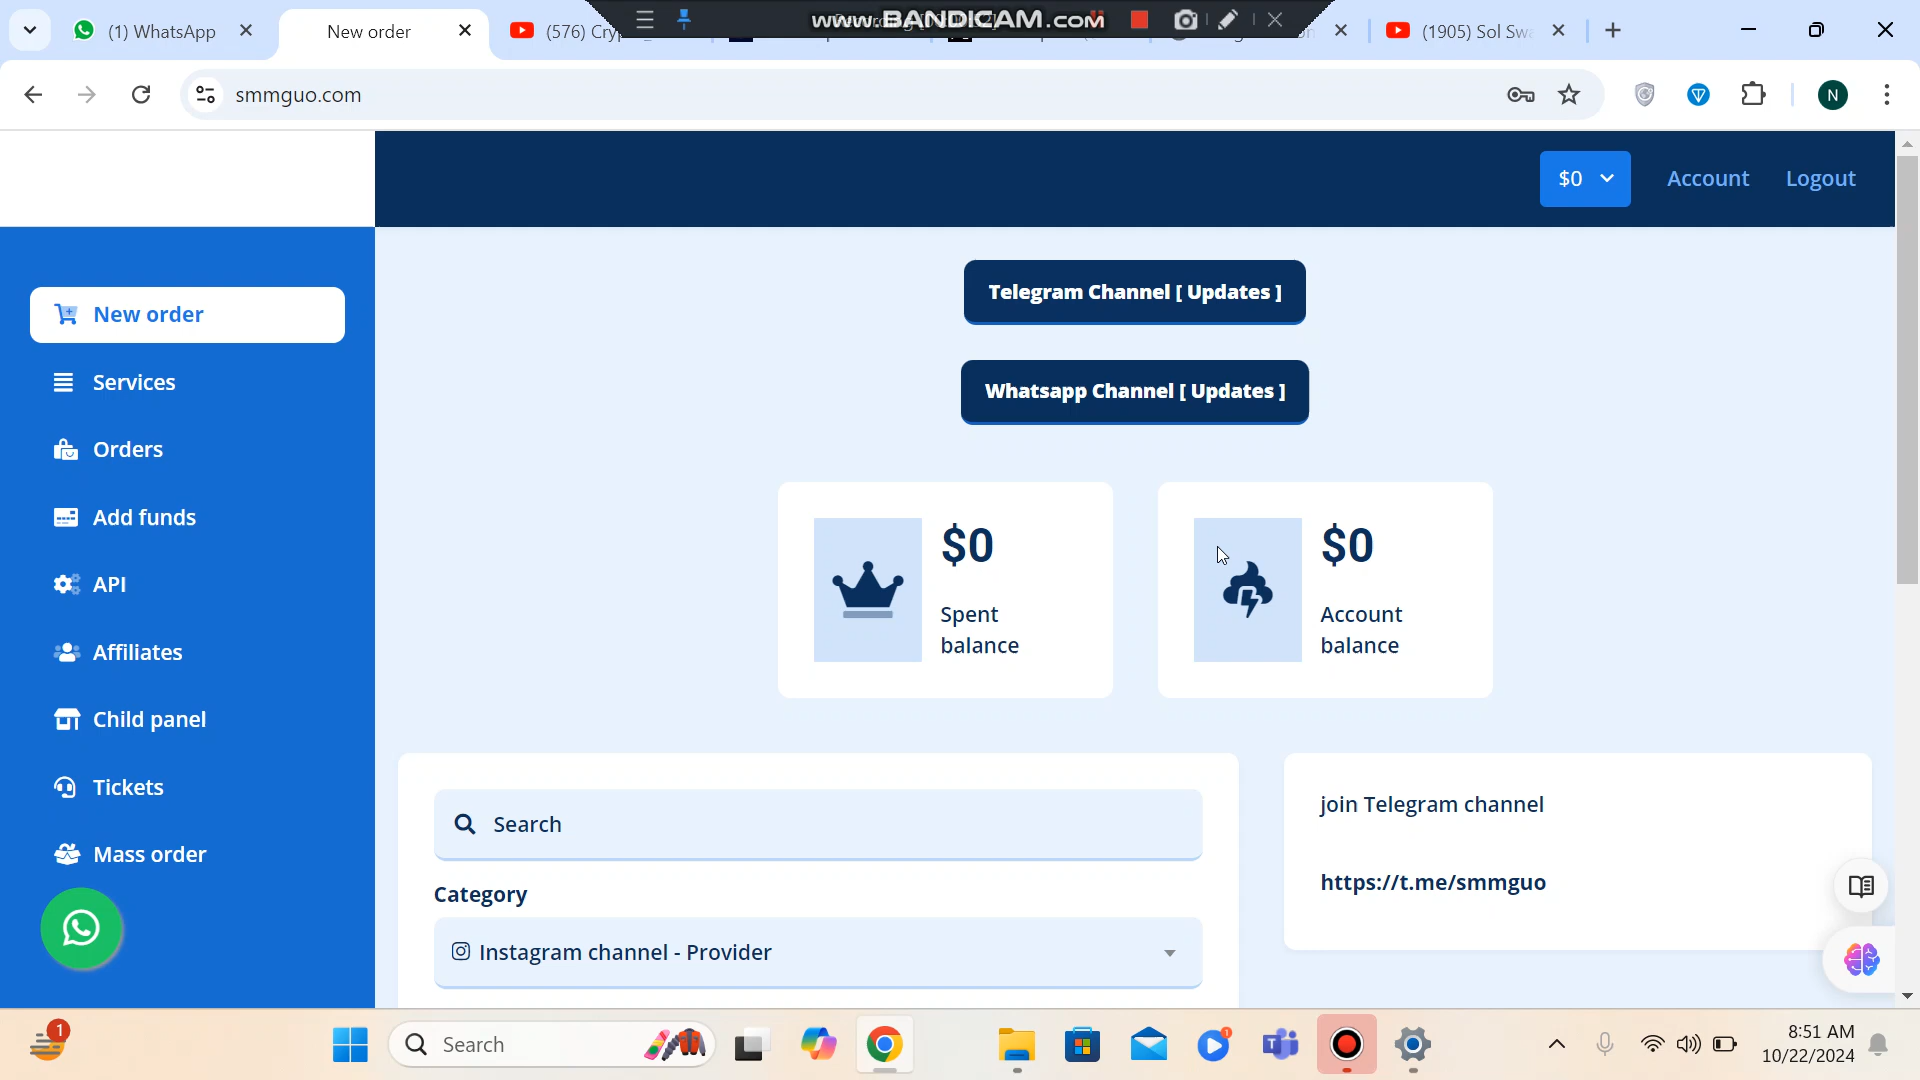 (1) WhatsApp
New order
(576) Cry
www.BANDICAM.com
(1905) Sol Swa
smmguo.com
N
$0
Account
Logout
Telegram Channel [ Updates ]
Whatsapp Channel [ Updates ]
New order
Services
Orders
Add funds
API
Affiliates
Child panel
Tickets
Mass order
$0
Spent
balance
$0
Account
balance
Search
Category
Instagram channel - Provider
join Telegram channel
https://t.me/smmguo
1
Search
8:51 AM
10/22/2024